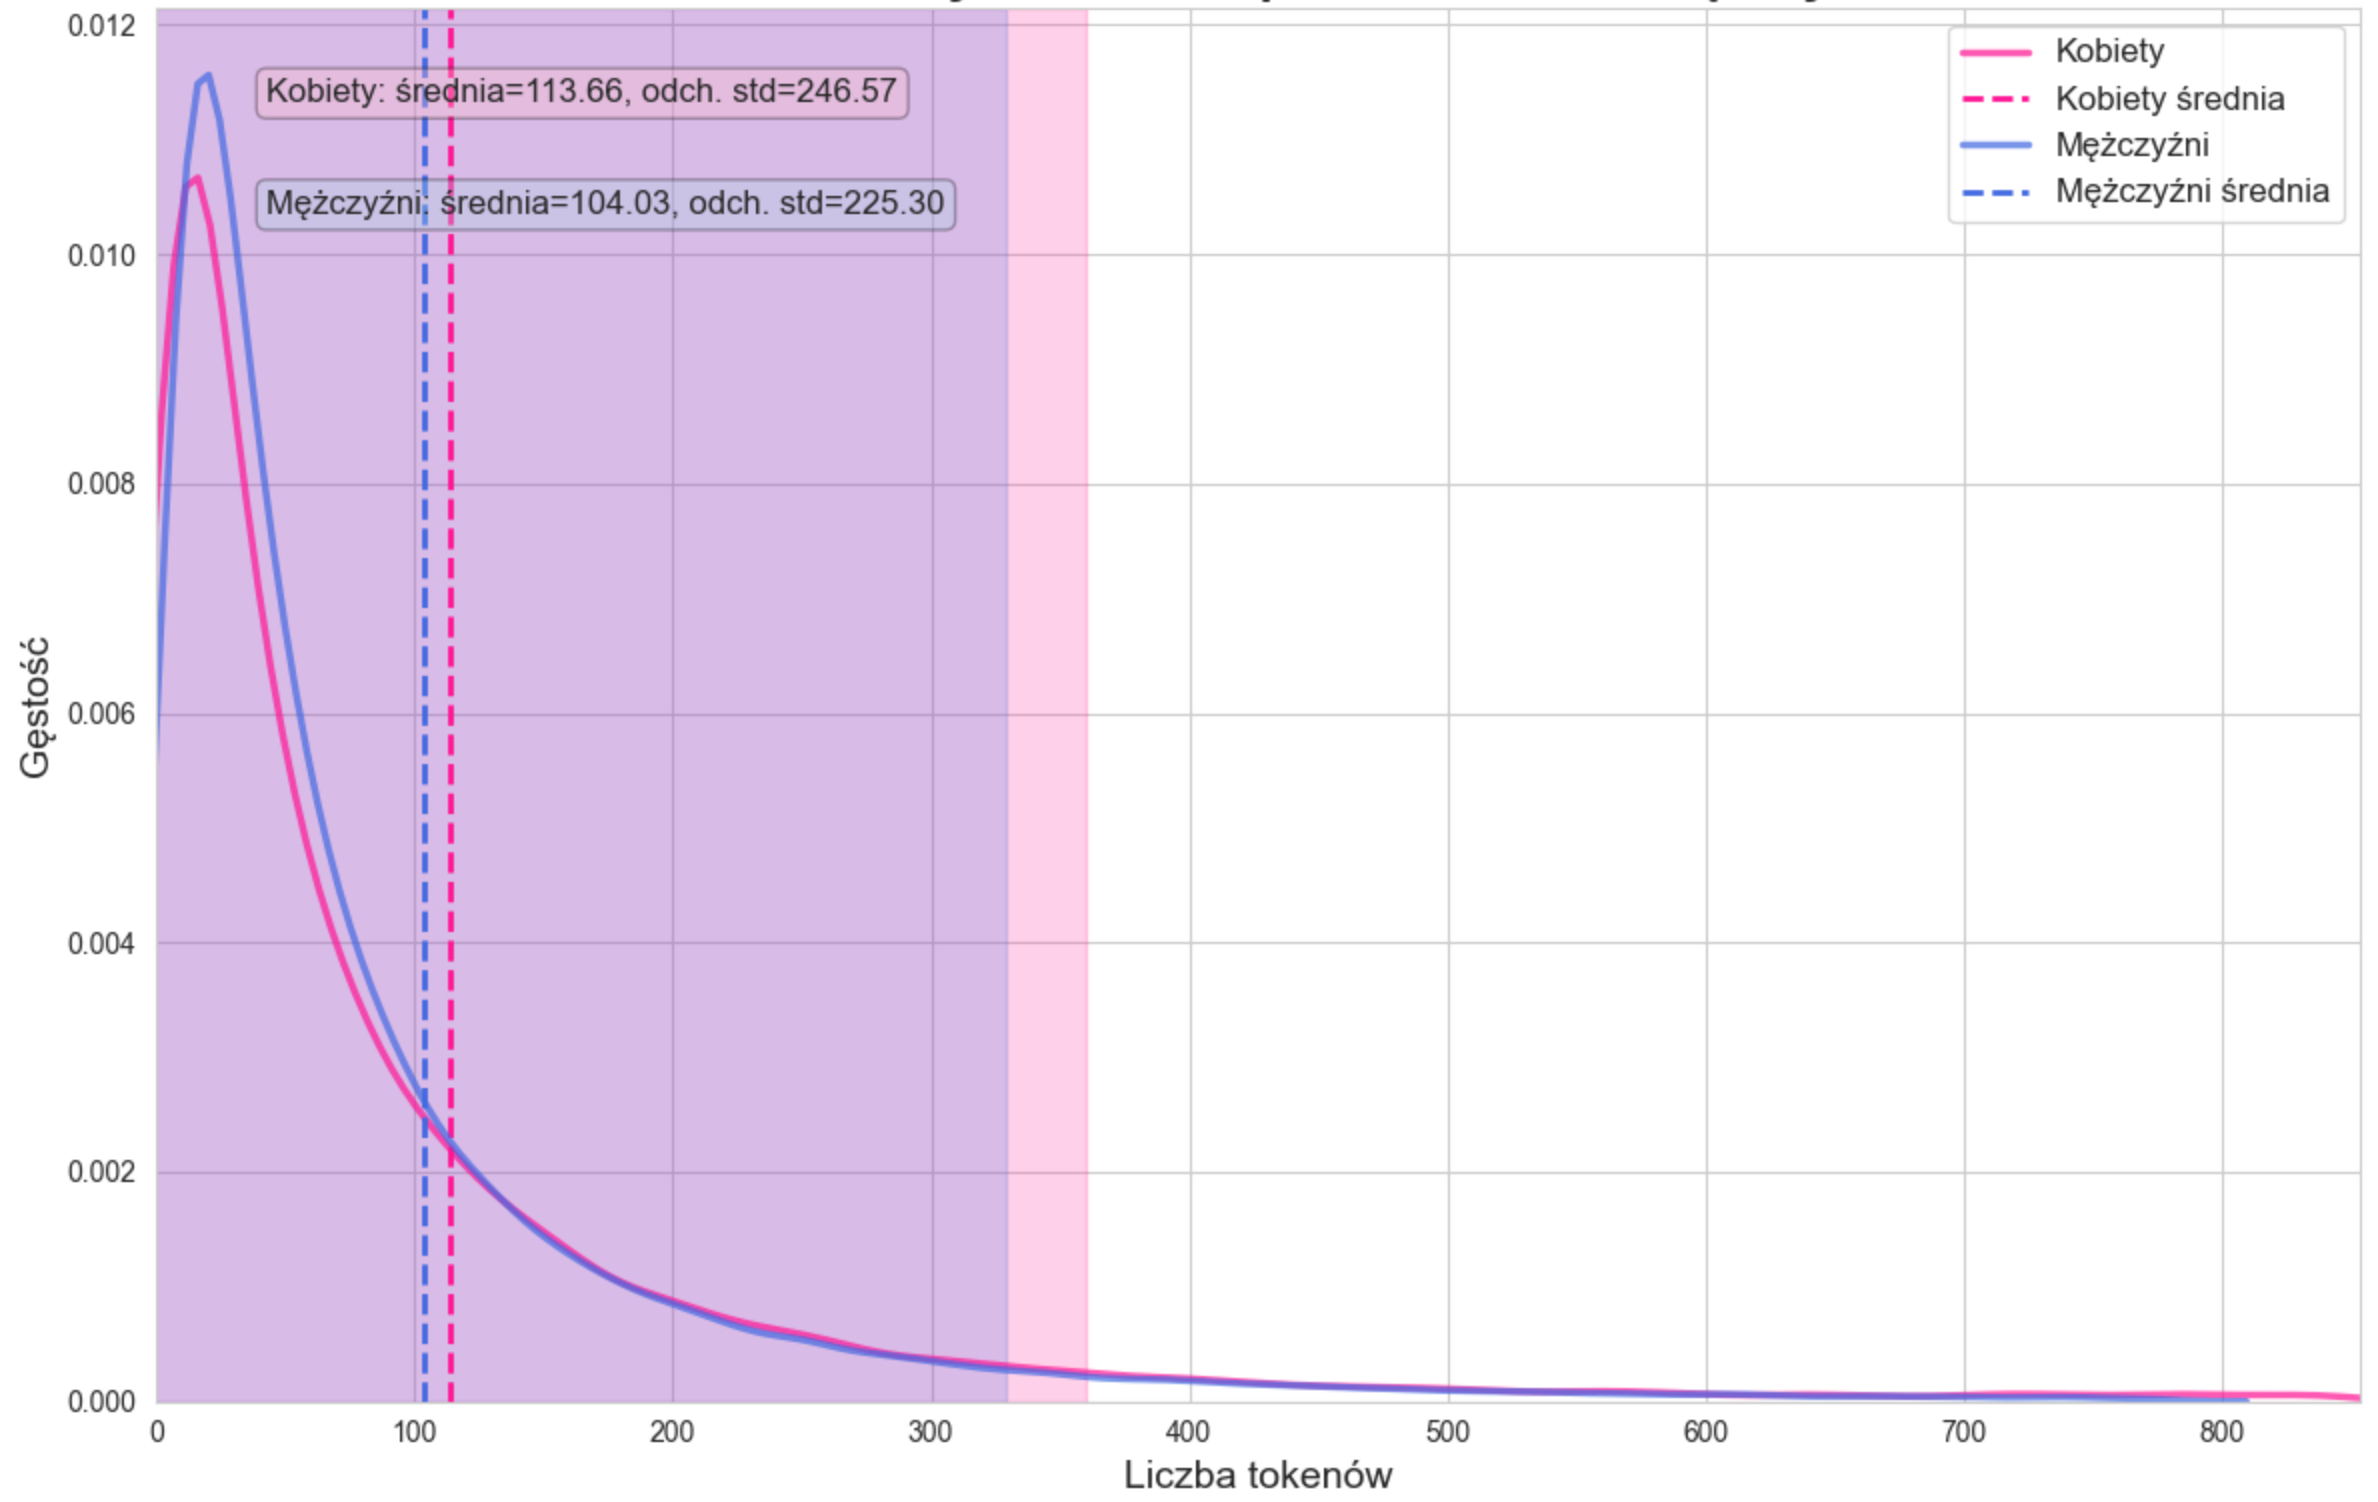 0.012
0.010
0.008
0.006
0.004
0.002
0.000
Gęstość
Kobiety: średnia=113.66, odch. std=246.57
Mężczyźni: średnia=104.03, odch. std=225.30
Kobiety
Kobiety średnia
Mężczyźni
Mężczyźni średnia
0 100 200 300 400 500 600 700 800
Liczba tokenów